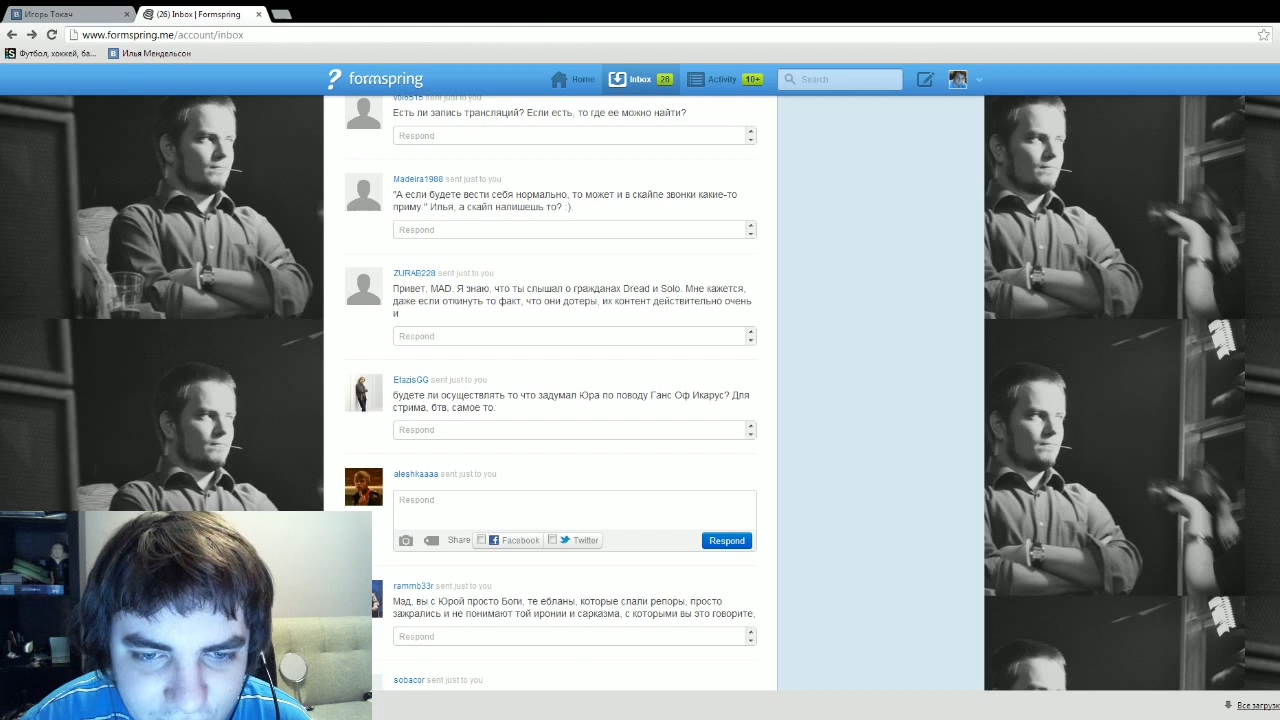 Игорь Токач
(26) Inbox | Formspring
www.formspring.me/account/inbox
Футбол, хоккей, ба...
Илья Мендельсон
formspring
Home
Inbox
26
Activity
10+
Search
sent just to you
Есть ли запись трансляций? Если есть, то где ее можно найти?
Respond
Madeira1988 sent just to you
"А если будете вести себя нормально, то может и в скайпе звонки какие-то
приму." Илья, а скайп напишешь то? :).
Respond
ZURAB228 sent just to you
Привет, MAD. Я знаю, что ты слышал о гражданах Dread и Solo. Мне кажется,
даже если откинуть то факт, что они дотеры, их контент действительно очень
и
Respond
EtazisGG sent just to you
будете ли осуществлять то что задумал Юра по поводу Ганс Оф Икарус? Для
стрима, бтв, самое то.
Respond
aleshkaaaa sent just to you
Respond
Share
Facebook
Twitter
Respond
rammb33r sent just to you
Мэд, вы с Юрой просто Боги, те ебланы, которые слали репоры, просто
зажрались и не понимают той иронии и сарказма, с которыми вы это говорите,
Respond
sobacor sent just to you
Все загрузк